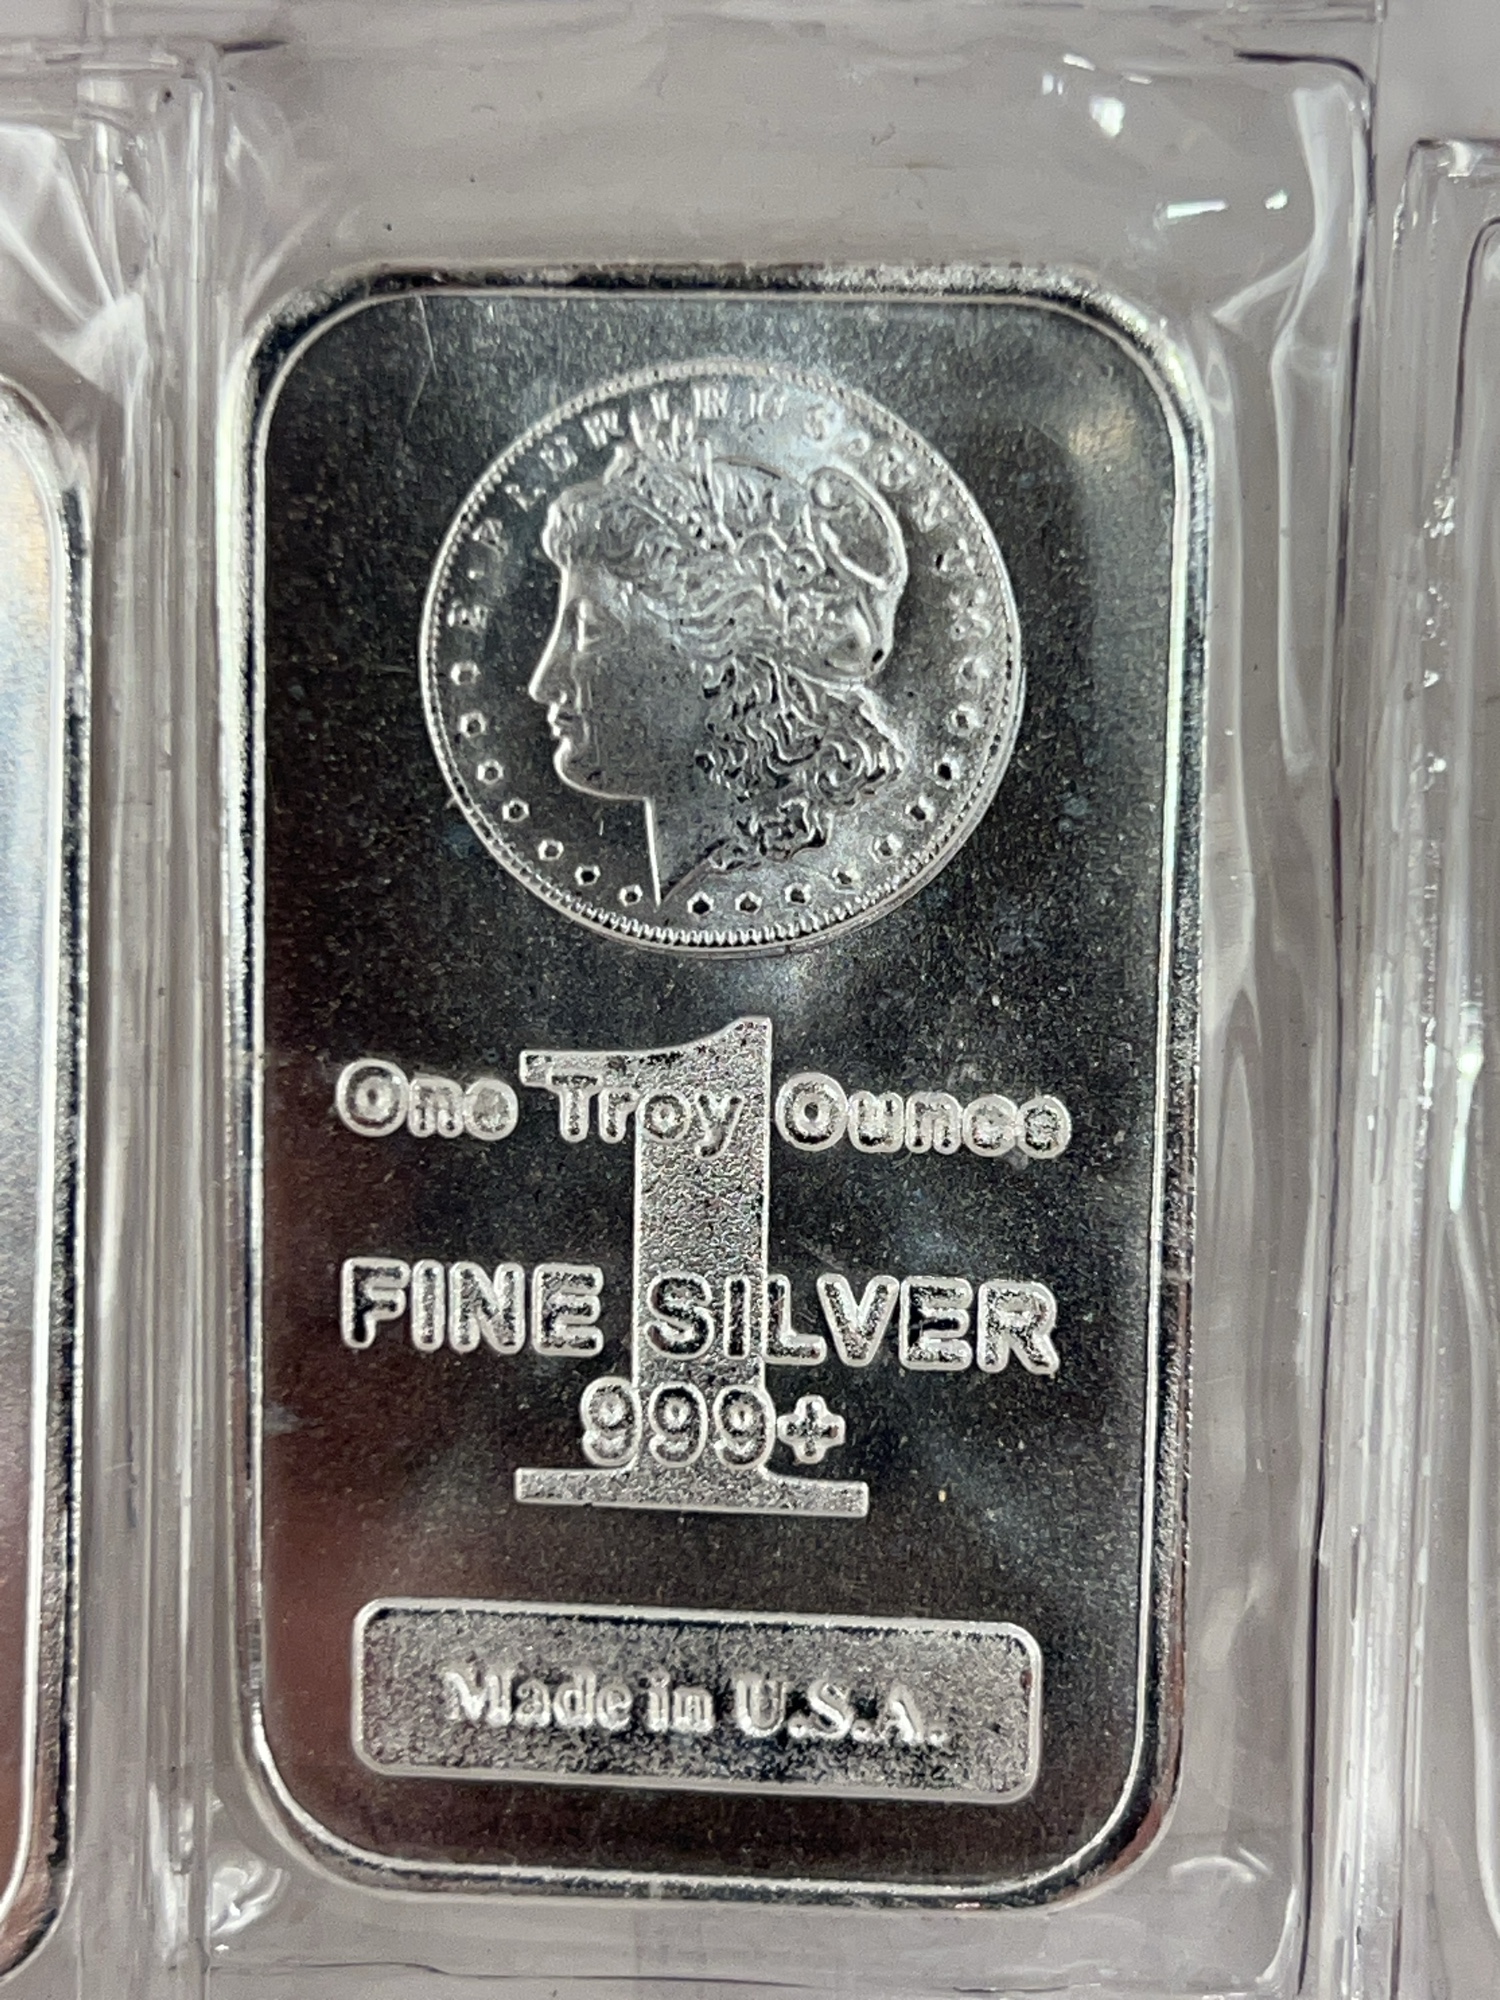 One Troy Ounce
1
FINE SILVER
999+
Made in U.S.A.